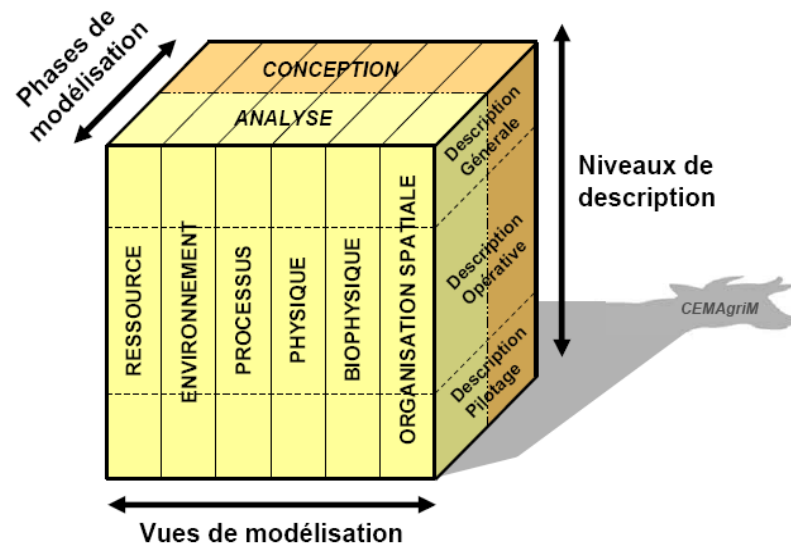 Phases de
modélisation
CONCEPTION
ANALYSE
Description
Générale
Niveaux de
description
RESSOURCE
ENVIRONNEMENT
PROCESSUS
PHYSIQUE
BIOPHYSIQUE
ORGANISATION SPATIALE
Description
Opérative
CEMAgriM
Description
Pilotage
Vues de modélisation